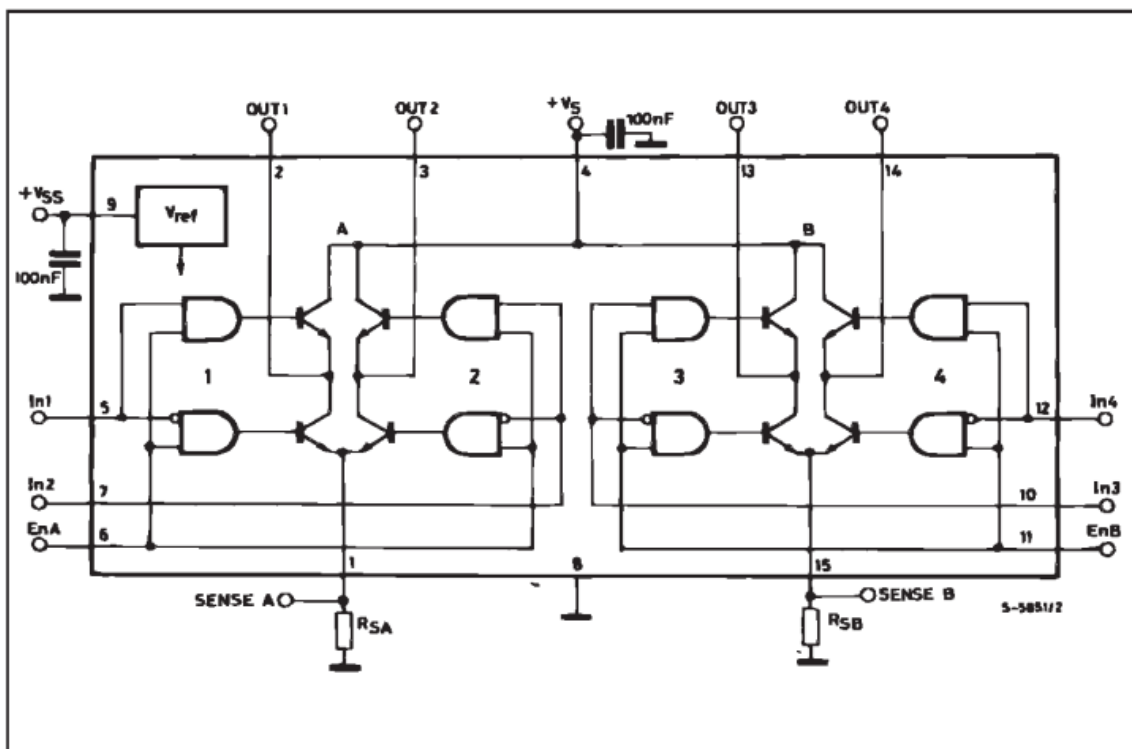 OUT1
OUT2
+VS
100nF
OUT3
OUT4
2
3
4
13
14
+VSS
9
Vref
100nF
A
B
1
2
3
4
In1
5
12
In4
In2
7
10
In3
EnA
6
11
EnB
1
8
15
SENSE A
SENSE B
RSA
RSB
S-5851/2